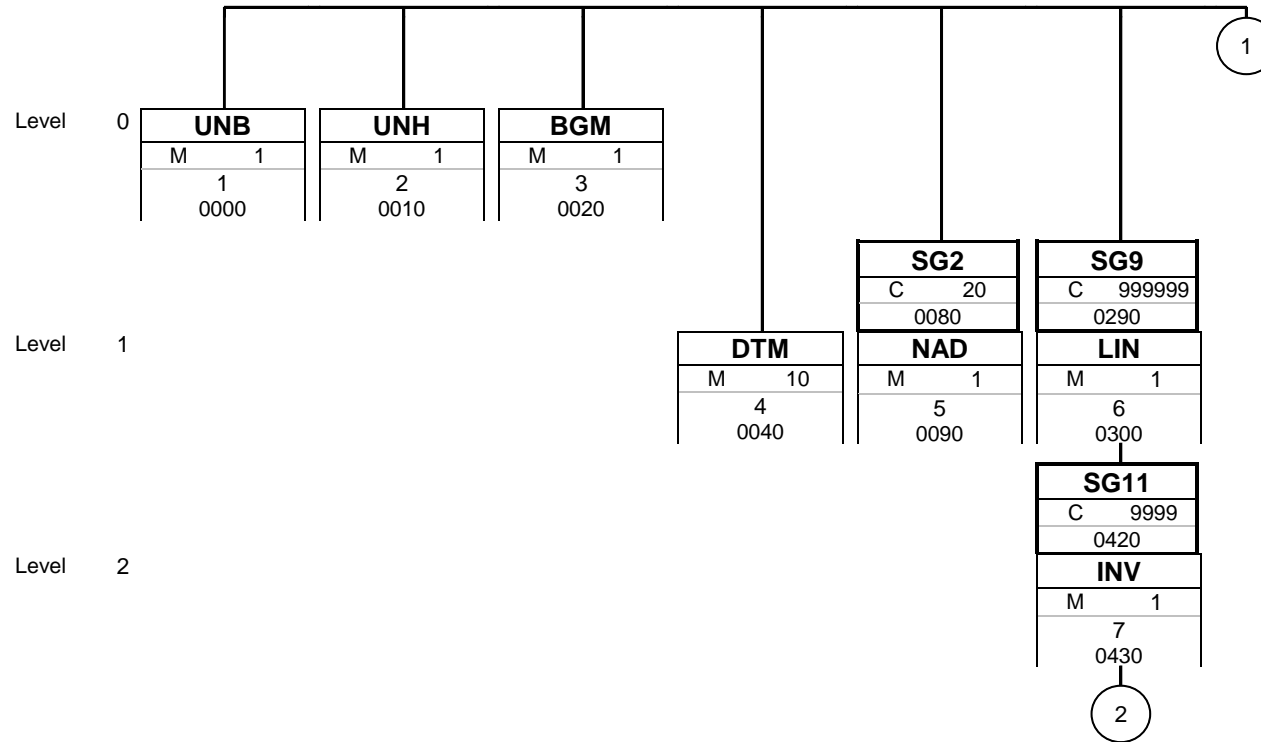 1
Level 0 UNB UNH BGM
M 1 M 1 M 1
1 2 3
0000 0010 0020
SG2 SG9
C 20 C 999999
0080 0290
Level 1 DTM NAD LIN
M 10 M 1 M 1
4 5 6
0040 0090 0300
SG11
C 9999
0420
Level 2 INV
M 1
7
0430
2